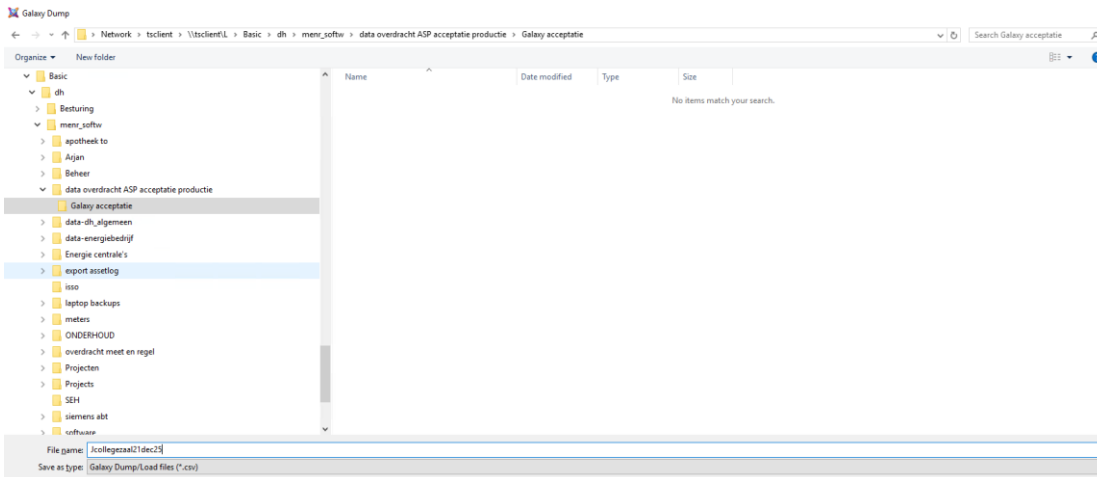 Galaxy Dump
Network > tsclient > \\tsclient\L > Basic > dh > menr_softw > data overdracht ASP acceptatie productie > Galaxy acceptatie
Search Galaxy acceptatie
Organize
New folder
Name
Date modified
Type
Size
No items match your search.
Basic
dh
Besturing
menr_softw
apotheek to
Arjan
Beheer
data overdracht ASP acceptatie productie
Galaxy acceptatie
data-dh_algemeen
data-energiebedrijf
Energie centrale's
export assetlog
isso
laptop backups
meters
ONDERHOUD
overdracht meet en regel
Projecten
Projects
SEH
siemens abt
software
File name: Jcollegezaal21dec25
Save as type: Galaxy Dump/Load files (*.csv)